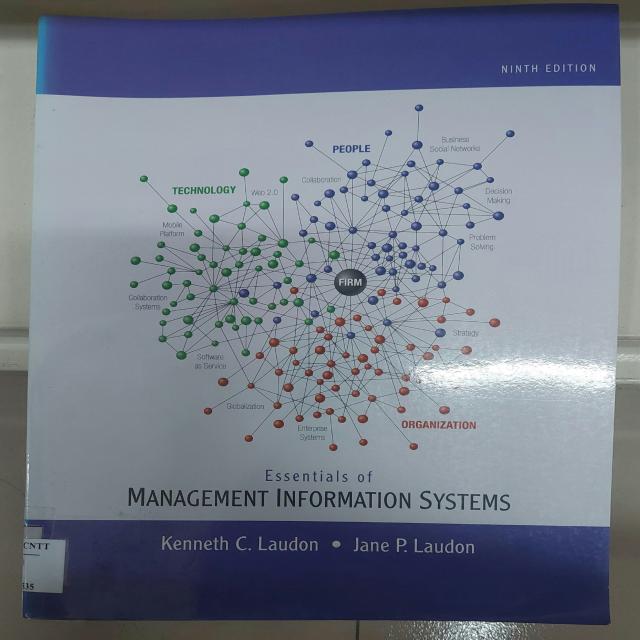 NINTH EDITION
PEOPLE
Business
Social Networks
Collaboration
TECHNOLOGY
Web 2.0
Decision
Making
Mobile
Platform
Problem
Solving
FIRM
Collaboration
Systems
Strategy
Software
as Service
Globalization
Enterprise
Systems
ORGANIZATION
Essentials of
MANAGEMENT INFORMATION SYSTEMS
Kenneth C. Laudon • Jane P. Laudon
CNTT
335